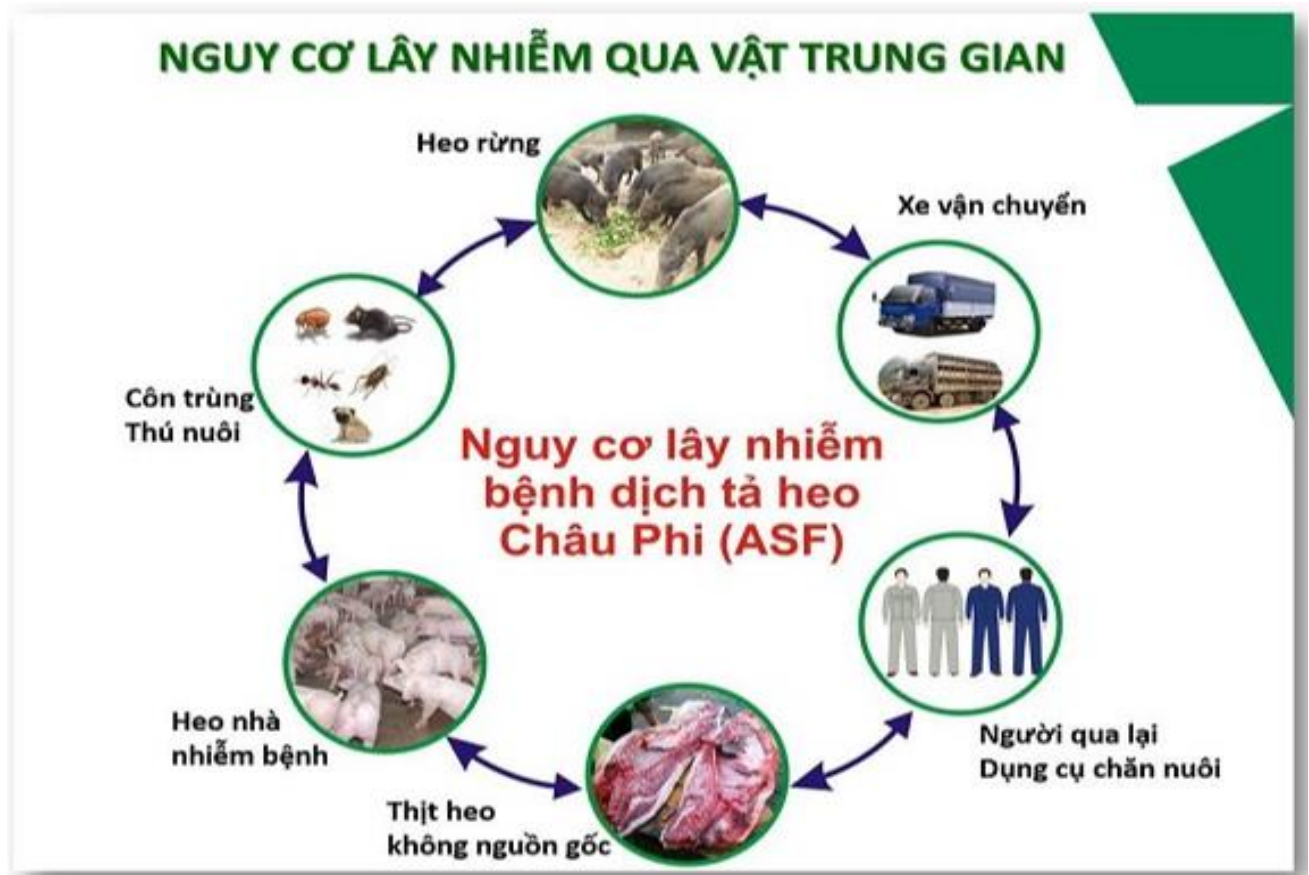 NGUY CƠ LÂY NHIỄM QUA VẬT TRUNG GIAN
Heo rừng
Xe vận chuyển
Côn trùng
Thú nuôi
Nguy cơ lây nhiễm
bệnh dịch tả heo
Châu Phi (ASF)
Heo nhà
nhiễm bệnh
Người qua lại
Dụng cụ chăn nuôi
Thịt heo
không nguồn gốc